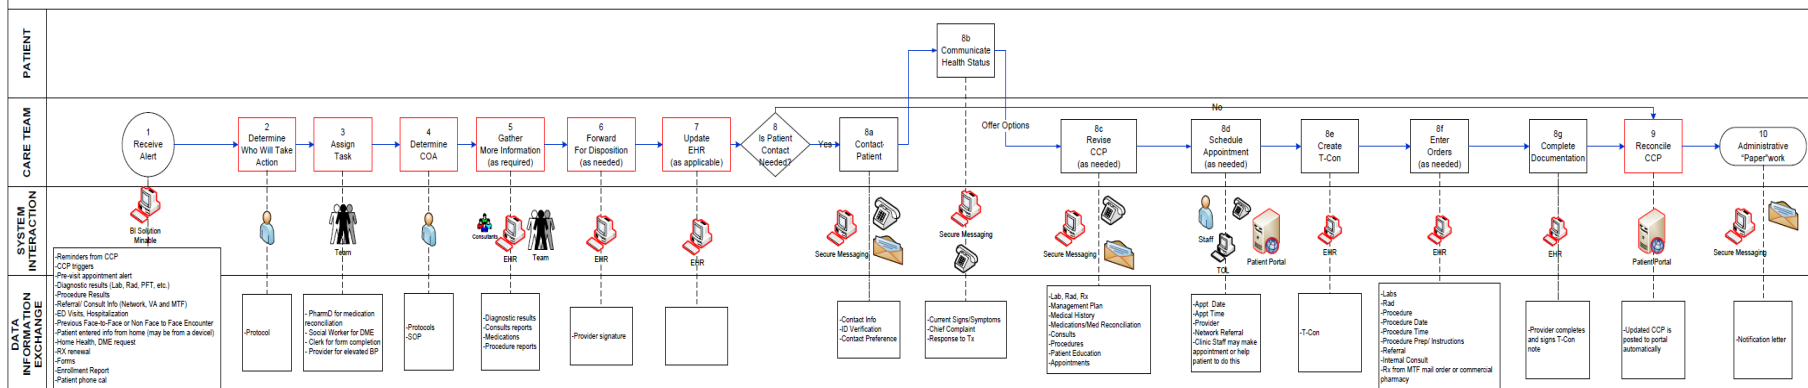 PATIENT
8b
Communicate
Health Status
CARE TEAM
1
Receive
Alert
2
Determine
Who Will Take
Action
3
Assign
Task
4
Determine
COA
5
Gather
More Information
(as required)
6
Forward
For Disposition
(as needed)
7
Update
EHR
(as applicable)
8
Is Patient
Contact
Needed?
Yes
No
8a
Contact
Patient
Offer Options
8c
Revise
CCP
(as needed)
8d
Schedule
Appointment
(as needed)
8e
Create
T-Con
8f
Enter
Orders
(as needed)
8g
Complete
Documentation
9
Reconcile
CCP
10
Administrative
"Paper"work
SYSTEM
INTERACTION
BI Solution
Minable
Team
Consultants
EHR
Team
EHR
EHR
Secure Messaging
Secure Messaging
Secure Messaging
Staff
TOL
Patient Portal
EHR
EHR
EHR
Patient Portal
Secure Messaging
DATA
INFORMATION
EXCHANGE
-Reminders from CCP
-CCP triggers
-Pre-visit appointment alert
-Diagnostic results (Lab, Rad, PFT, etc.)
-Procedure Results
-Referral/ Consult Info (Network, VA and MTF)
-ED Visits, Hospitalization
-Previous Face-to-Face or Non Face to Face Encounter
-Patient entered info from home (may be from a device!)
-Home Health, DME request
-RX renewal
-Forms
-Enrollment Report
-Patient phone cal
-Protocol
- PharmD for medication
reconciliation
- Social Worker for DME
- Clerk for form completion
- Provider for elevated BP
-Protocols
-SOP
-Diagnostic results
-Consults reports
-Medications
-Procedure reports
-Provider signature
-Contact Info
-ID Verification
-Contact Preference
-Current Signs/Symptoms
-Chief Complaint
-Response to Tx
-Lab, Rad, Rx
-Management Plan
-Medical History
-Medications/Med Reconciliation
-Consults
-Procedures
-Patient Education
-Appointments
-Appt Date
-Appt Time
-Provider
-Network Referral
-Clinic Staff may make
appointment or help
patient to do this
-T-Con
-Labs
-Rad
-Procedure
-Procedure Date
-Procedure Time
-Procedure Prep/ Instructions
-Referral
-Internal Consult
-Rx from MTF mail order or commercial
pharmacy
-Provider completes
and signs T-Con
note
-Updated CCP is
posted to portal
automatically
-Notification letter